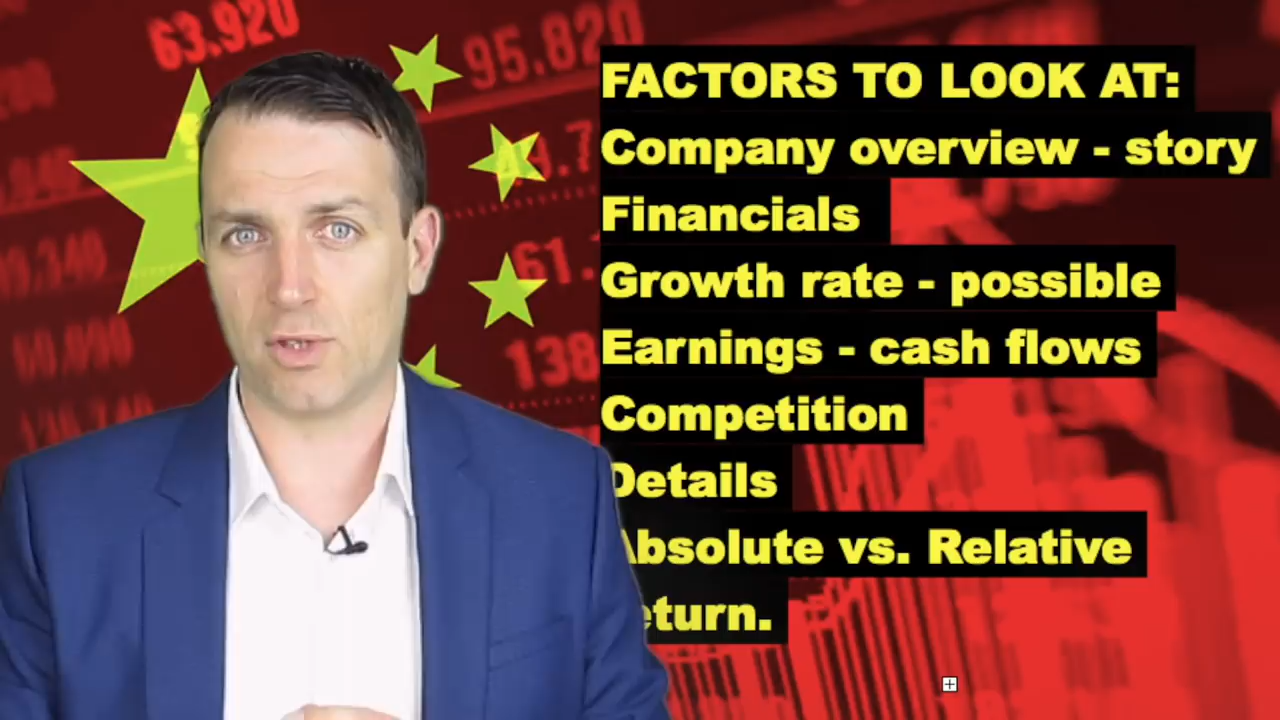 63.920
95.820
FACTORS TO LOOK AT:
Company overview - story
Financials
Growth rate - possible
Earnings - cash flows
138
Competition
Details
Absolute vs. Relative
eturn.